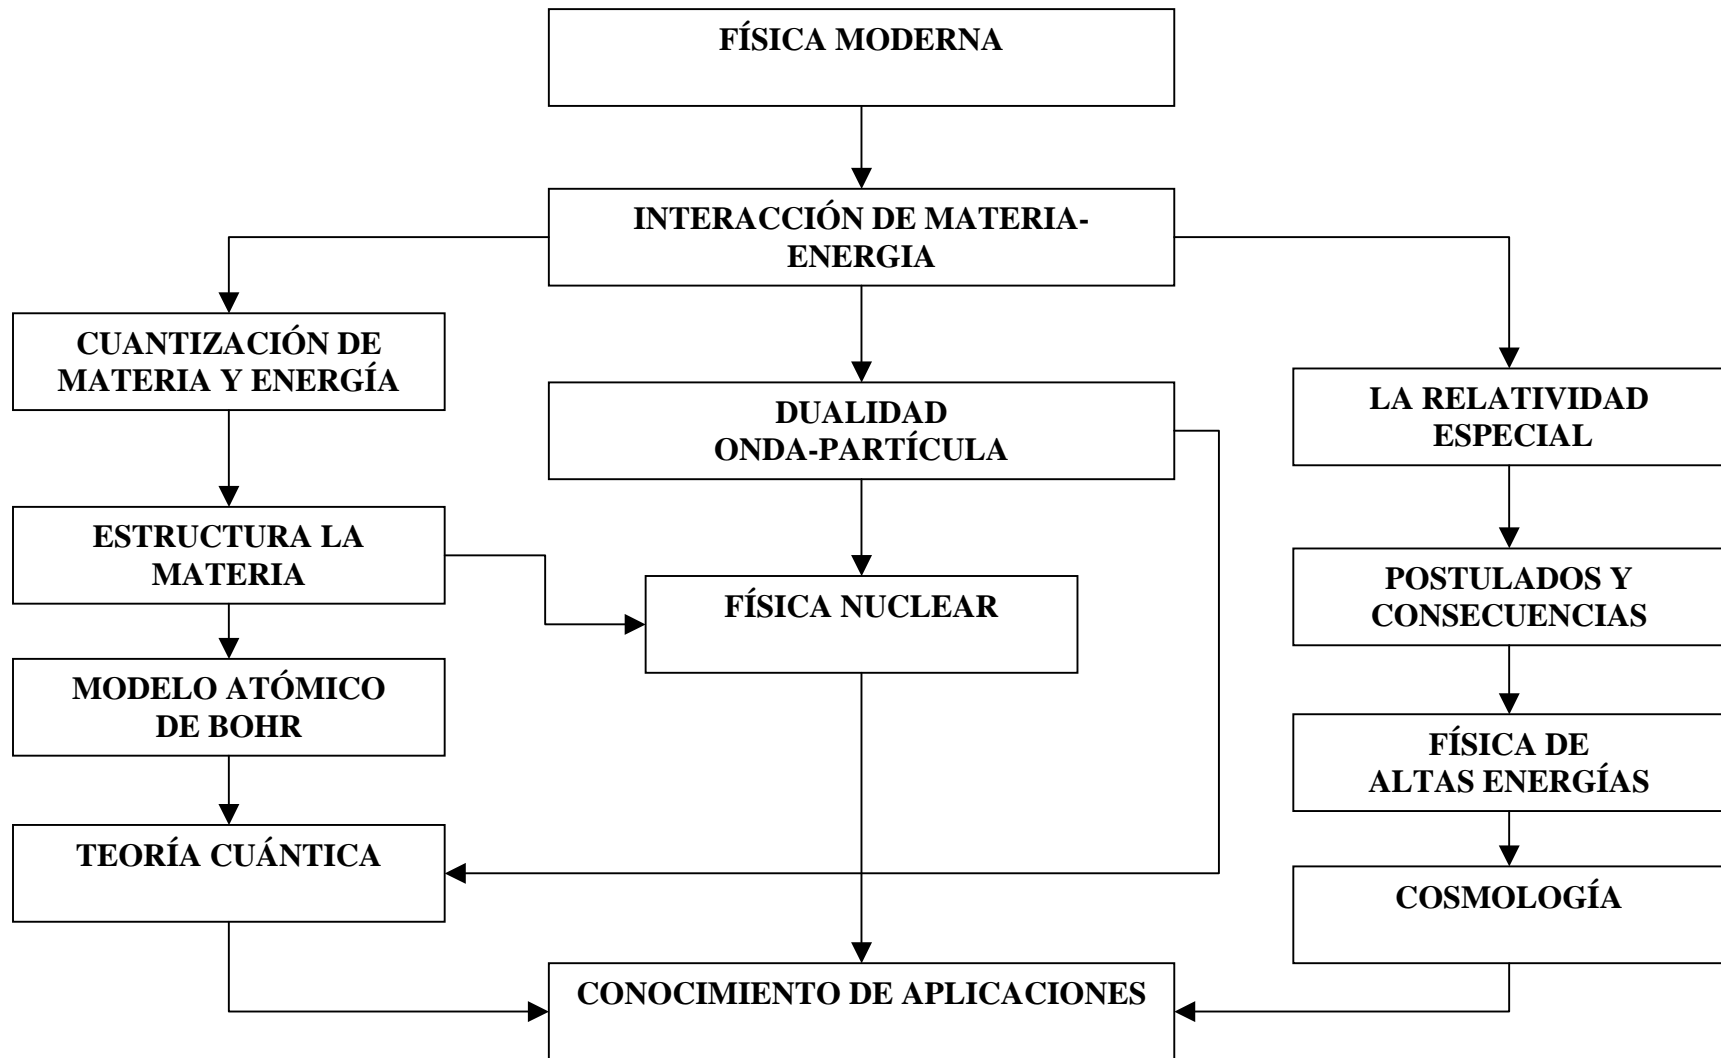 FÍSICA MODERNA
INTERACCIÓN DE MATERIA-
ENERGIA
CUANTIZACIÓN DE
MATERIA Y ENERGÍA
DUALIDAD
ONDA-PARTÍCULA
LA RELATIVIDAD
ESPECIAL
ESTRUCTURA LA
MATERIA
FÍSICA NUCLEAR
POSTULADOS Y
CONSECUENCIAS
MODELO ATÓMICO
DE BOHR
FÍSICA DE
ALTAS ENERGÍAS
TEORÍA CUÁNTICA
COSMOLOGÍA
CONOCIMIENTO DE APLICACIONES